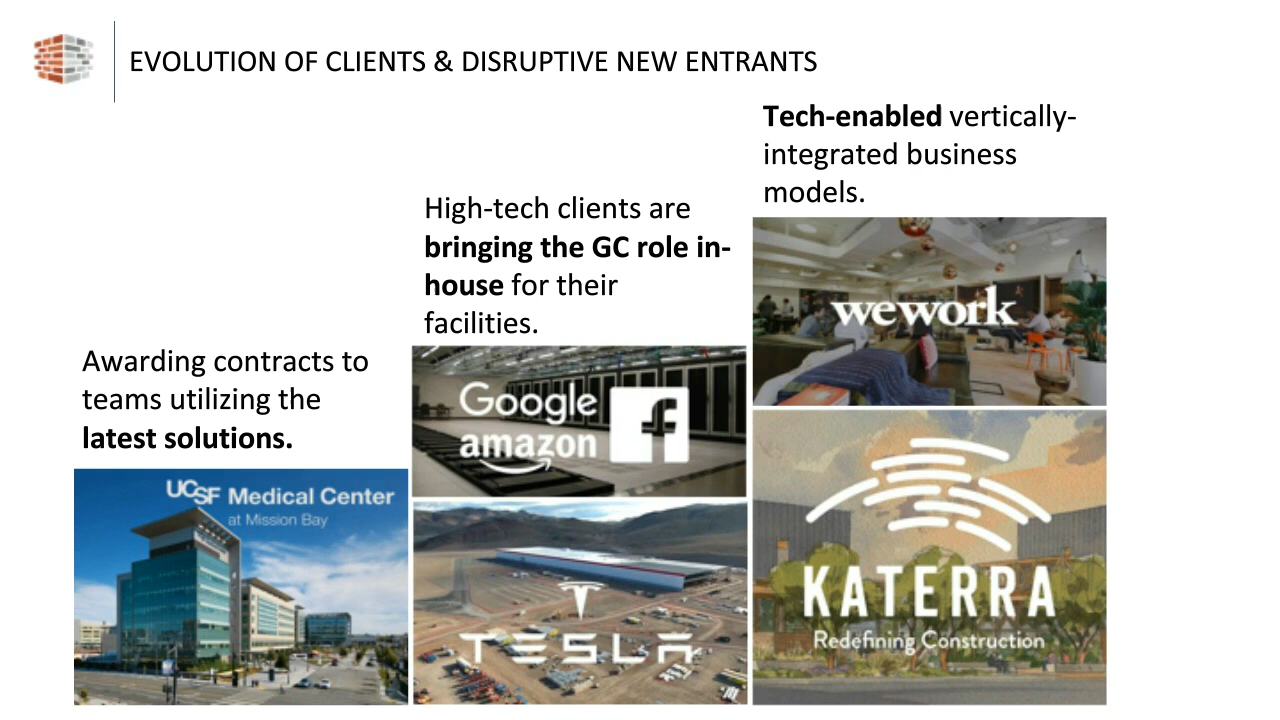 EVOLUTION OF CLIENTS & DISRUPTIVE NEW ENTRANTS
Awarding contracts to
teams utilizing the
latest solutions.
UCSF Medical Center
at Mission Bay
High-tech clients are
bringing the GC role in-
house for their
facilities.
Google
amazon
f
TESLA
Tech-enabled vertically-
integrated business
models.
wework
KATERRA
Redefining Construction